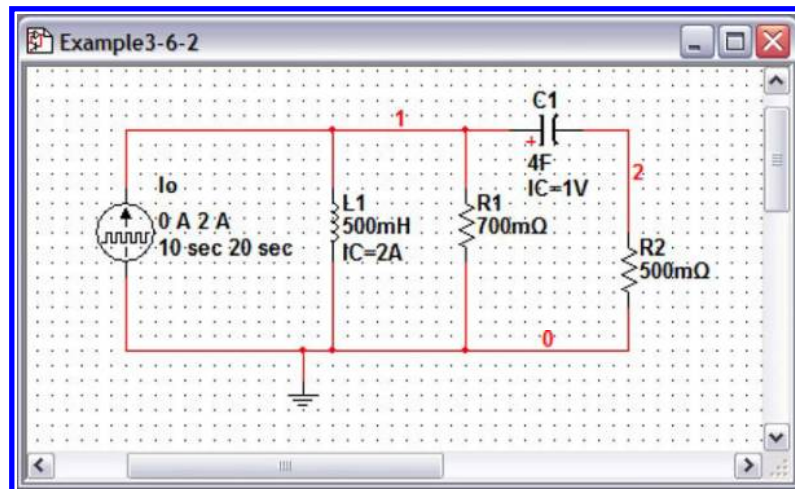 Example3-6-2
1
C1
+
4F
IC=1V
2
Io
0 A 2 A
10 sec 20 sec
L1
500mH
IC=2A
R1
700mΩ
R2
500mΩ
0